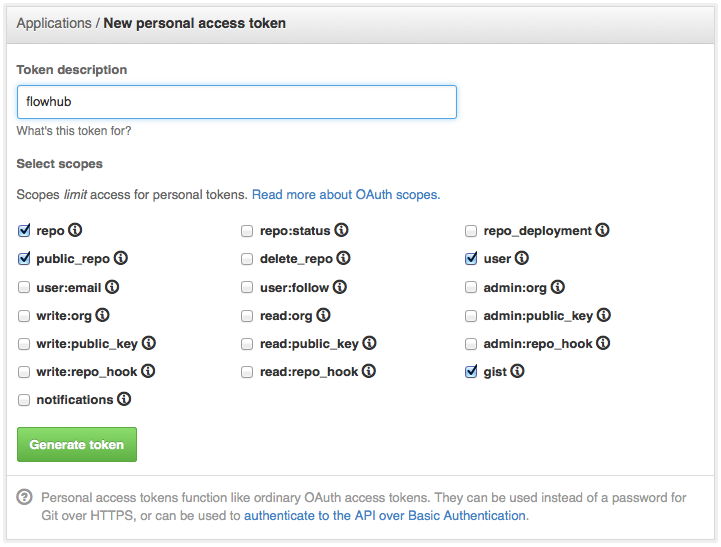 Applications / New personal access token
Token description
flowhub
What's this token for?
Select scopes
Scopes limit access for personal tokens. Read more about OAuth scopes.
repo repo:status repo_deployment
public_repo delete_repo user
user:email user:follow admin:org
write:org read:org admin:public_key
write:public_key read:public_key admin:repo_hook
write:repo_hook read:repo_hook gist
notifications
Generate token
Personal access tokens function like ordinary OAuth access tokens. They can be used instead of a password for
Git over HTTPS, or can be used to authenticate to the API over Basic Authentication.